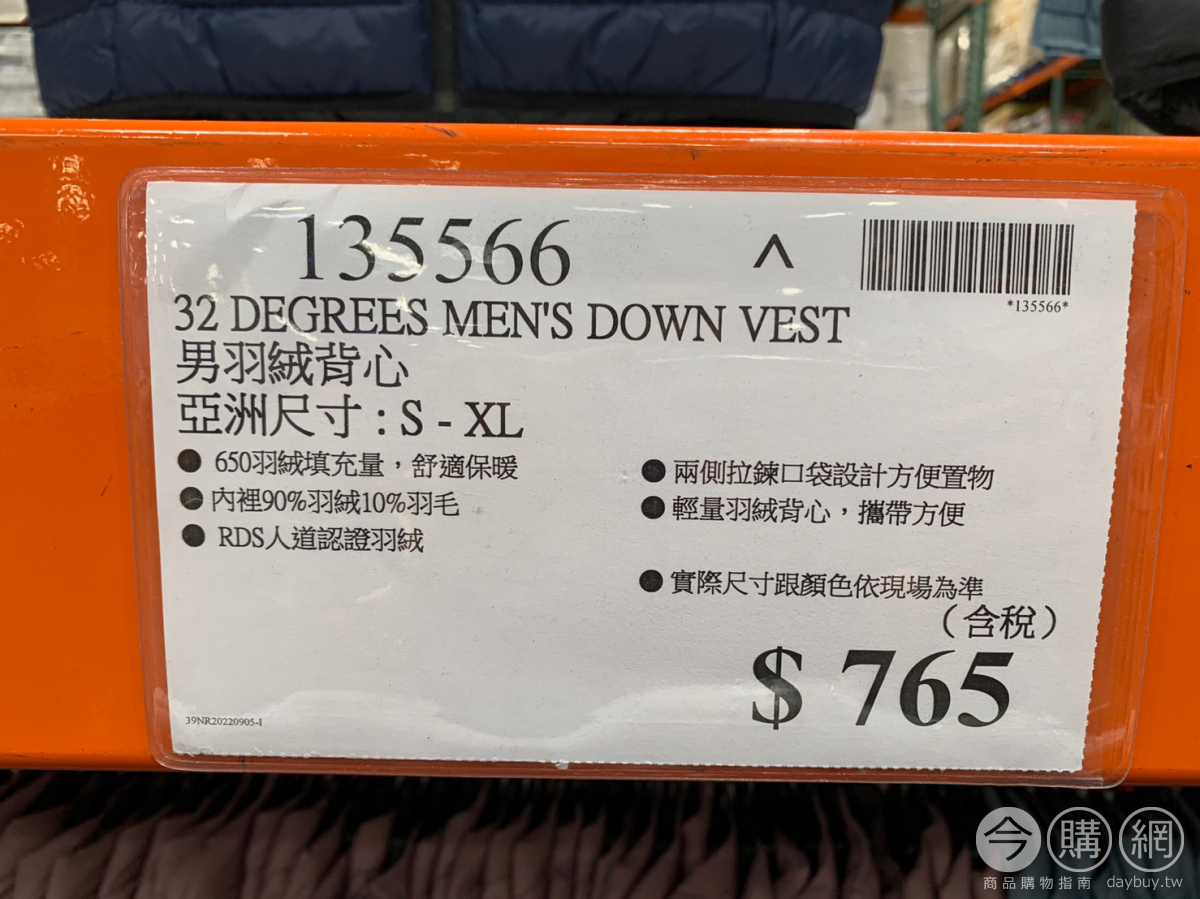 135566
^
*135566*
32 DEGREES MEN'S DOWN VEST
男羽絨背心
亞洲尺寸 : S - XL
● 650羽絨填充量，舒適保暖
● 內裡90%羽絨10%羽毛
● RDS人道認證羽絨
● 兩側拉鍊口袋設計方便置物
● 輕量羽絨背心，攜帶方便
● 實際尺寸跟顏色依現場為準
（含稅）
$ 765
39NR20220905-I
今購網
商品購物指南 daybuy.tw